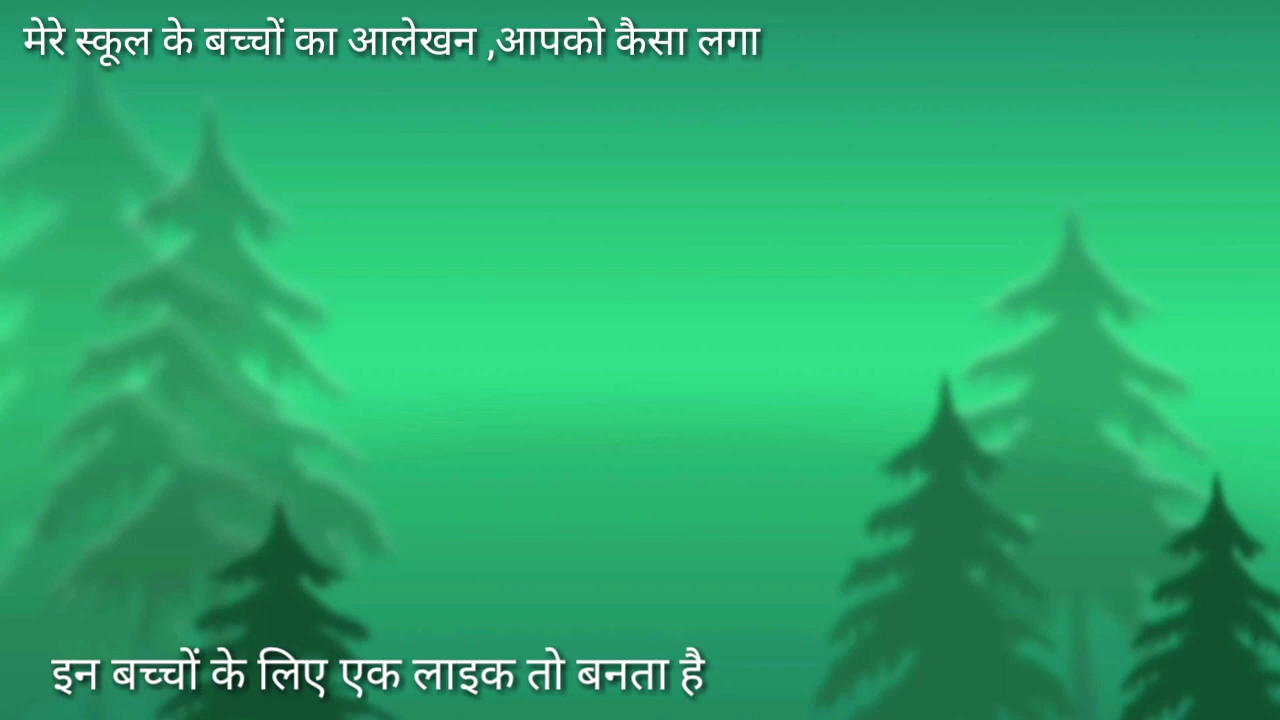 मेरे स्कूल के बच्चों का आलेखन ,आपको कैसा लगा
इन बच्चों के लिए एक लाइक तो बनता है